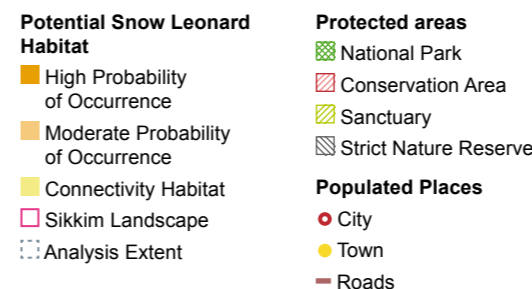 Potential Snow Leonard
Habitat
High Probability
of Occurrence
Moderate Probability
of Occurrence
Connectivity Habitat
Sikkim Landscape
Analysis Extent
Protected areas
National Park
Conservation Area
Sanctuary
Strict Nature Reserve
Populated Places
City
Town
Roads